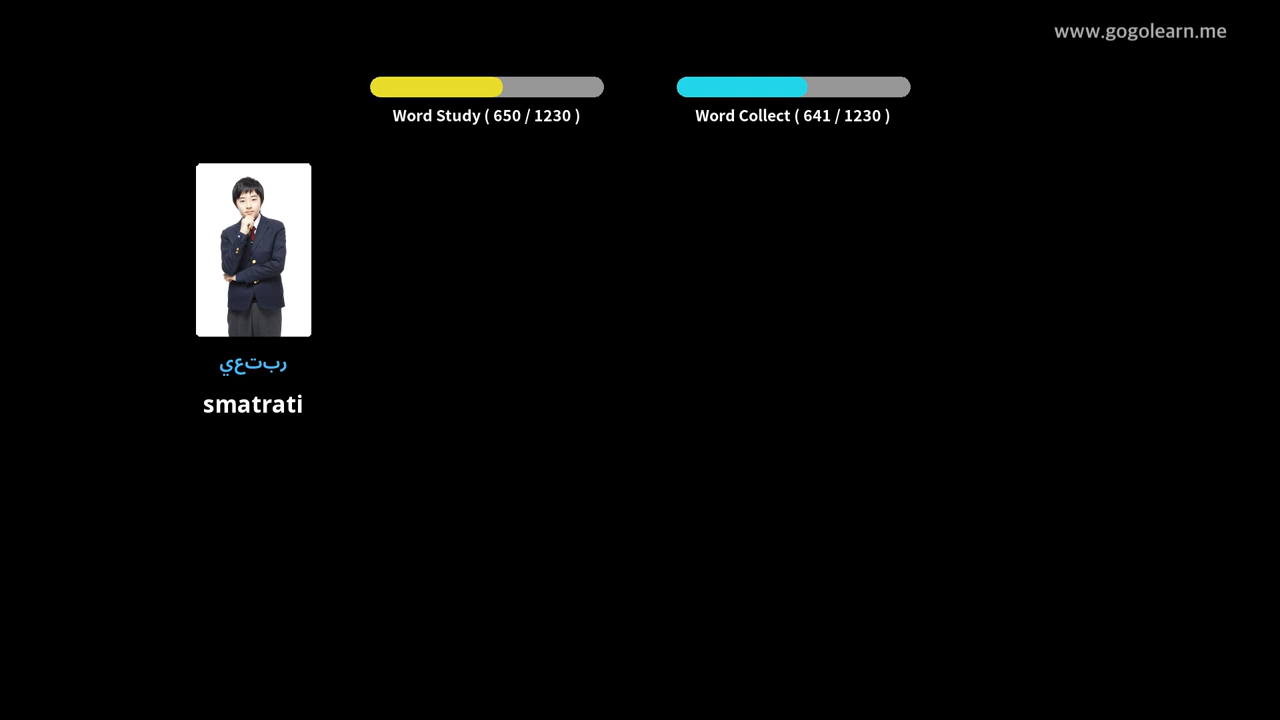 www.gogolearn.me
Word Study ( 650 / 1230 )
Word Collect ( 641 / 1230 )
ربتعي
smatrati